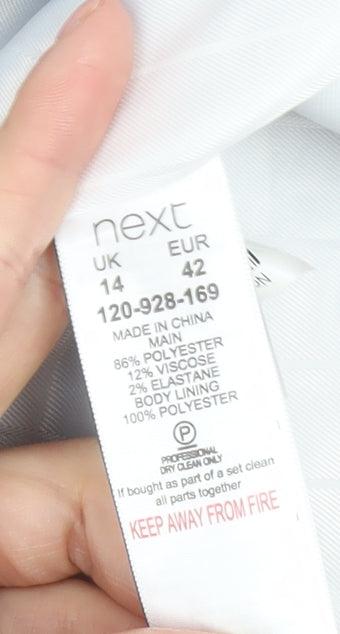 next
UK EUR
14 42
120-928-169
MADE IN CHINA
MAIN
86% POLYESTER
12% VISCOSE
2% ELASTANE
BODY LINING
100% POLYESTER
P
PROFESSIONAL
DRY CLEAN ONLY
If bought as part of a set clean
all parts together
KEEP AWAY FROM FIRE